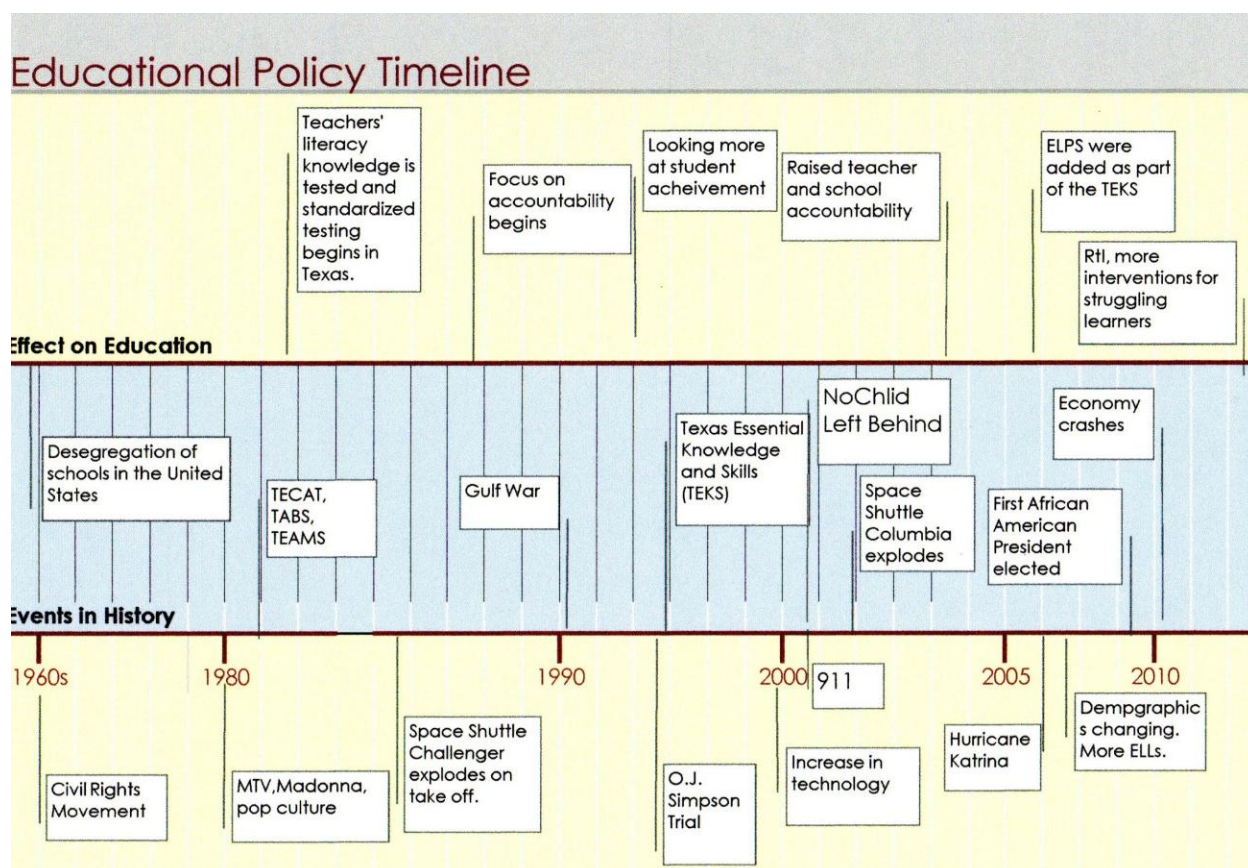 Educational Policy Timeline
Teachers'
literacy
knowledge is
tested and
standardized
testing
begins in
Texas.
Focus on
accountability
begins
Looking more
at student
acheivement
Raised teacher
and school
accountability
ELPS were
added as part
of the TEKS
RtI, more
interventions for
struggling
learners
Effect on Education
Desegregation of
schools in the United
States
TECAT,
TABS,
TEAMS
Gulf War
Texas Essential
Knowledge
and Skills
(TEKS)
NoChlid
Left Behind
Space
Shuttle
Columbia
explodes
First African
American
President
elected
Economy
crashes
Events in History
1960s
1980
1990
2000
2005
2010
Civil Rights
Movement
MTV,Madonna,
pop culture
Space Shuttle
Challenger
explodes on
take off.
O.J.
Simpson
Trial
911
Increase in
technology
Hurricane
Katrina
Dempgraphic
s changing.
More ELLs.